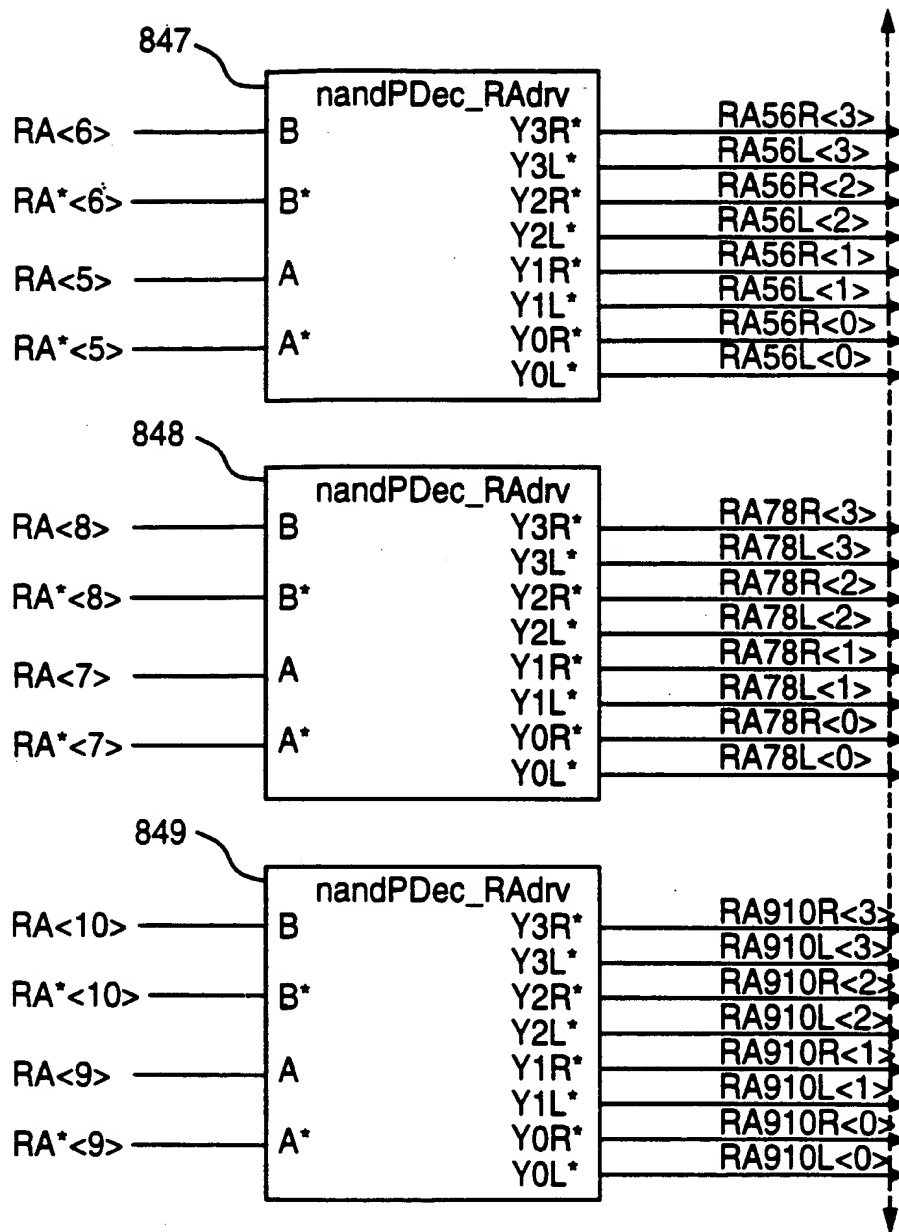 847
nandPDec_RAdrv
RA<6> B Y3R* RA56R<3>
Y3L* RA56L<3>
RA*<6> B* Y2R* RA56R<2>
Y2L* RA56L<2>
RA<5> A Y1R* RA56R<1>
Y1L* RA56L<1>
RA*<5> A* Y0R* RA56R<0>
Y0L* RA56L<0>
848
nandPDec_RAdrv
RA<8> B Y3R* RA78R<3>
Y3L* RA78L<3>
RA*<8> B* Y2R* RA78R<2>
Y2L* RA78L<2>
RA<7> A Y1R* RA78R<1>
Y1L* RA78L<1>
RA*<7> A* Y0R* RA78R<0>
Y0L* RA78L<0>
849
nandPDec_RAdrv
RA<10> B Y3R* RA910R<3>
Y3L* RA910L<3>
RA*<10> B* Y2R* RA910R<2>
Y2L* RA910L<2>
RA<9> A Y1R* RA910R<1>
Y1L* RA910L<1>
RA*<9> A* Y0R* RA910R<0>
Y0L* RA910L<0>